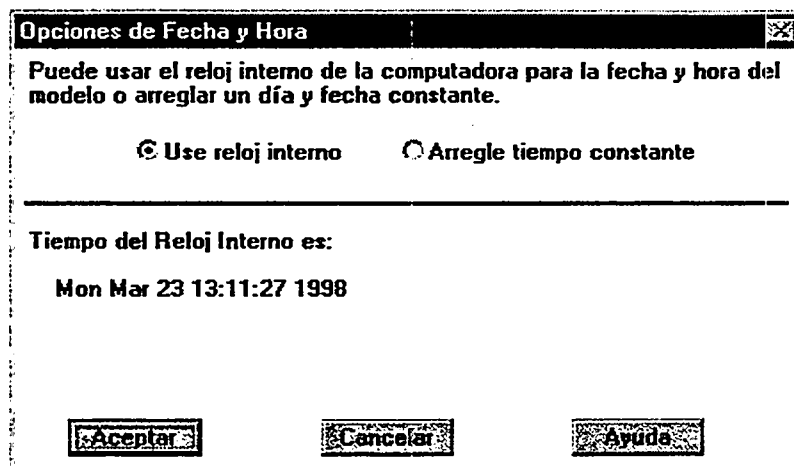 Opciones de Fecha y Hora
Puede usar el reloj interno de la computadora para la fecha y hora del
modelo o arreglar un día y fecha constante.
Use reloj interno Arregle tiempo constante
Tiempo del Reloj Interno es:
Mon Mar 23 13:11:27 1998
Aceptar Cancelar Ayuda